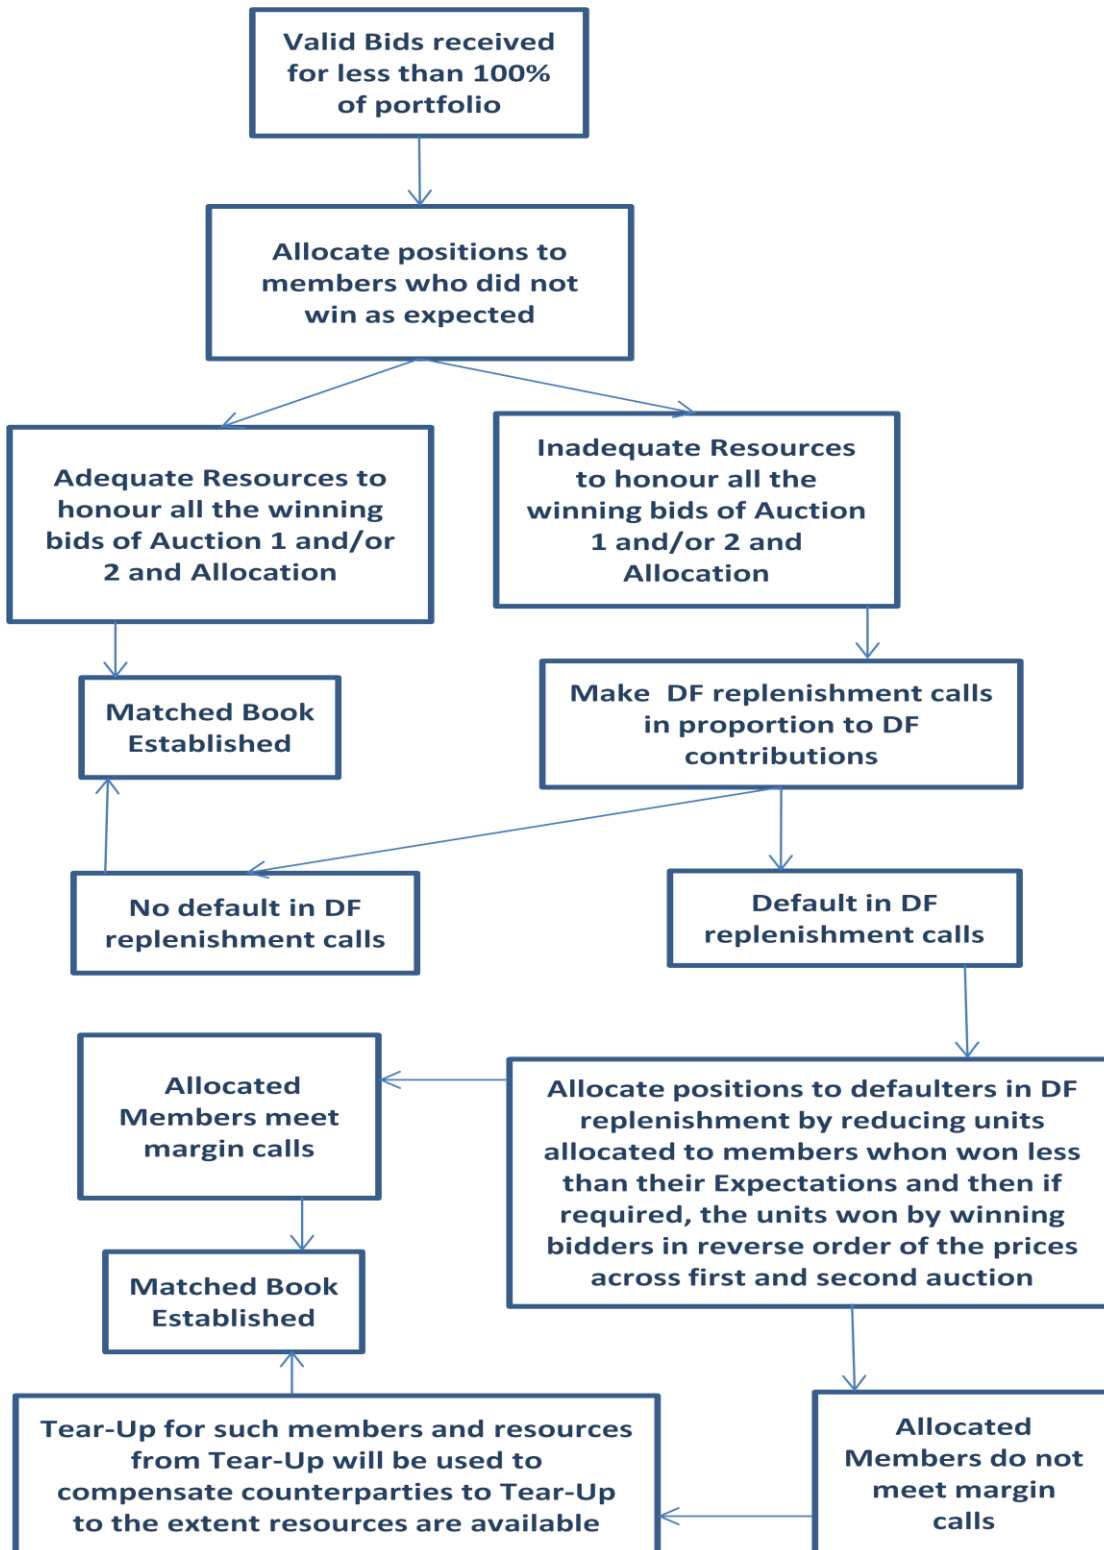 Valid Bids received
for less than 100%
of portfolio
Allocate positions to
members who did not
win as expected
Adequate Resources to
honour all the winning
bids of Auction 1 and/or
2 and Allocation
Inadequate Resources
to honour all the
winning bids of Auction
1 and/or 2 and
Allocation
Matched Book
Established
Make DF replenishment calls
in proportion to DF
contributions
No default in DF
replenishment calls
Default in DF
replenishment calls
Allocated
Members meet
margin calls
Allocate positions to defaulters in DF
replenishment by reducing units
allocated to members whon won less
than their Expectations and then if
required, the units won by winning
bidders in reverse order of the prices
across first and second auction
Matched Book
Established
Tear-Up for such members and resources
from Tear-Up will be used to
compensate counterparties to Tear-Up
to the extent resources are available
Allocated
Members do not
meet margin
calls